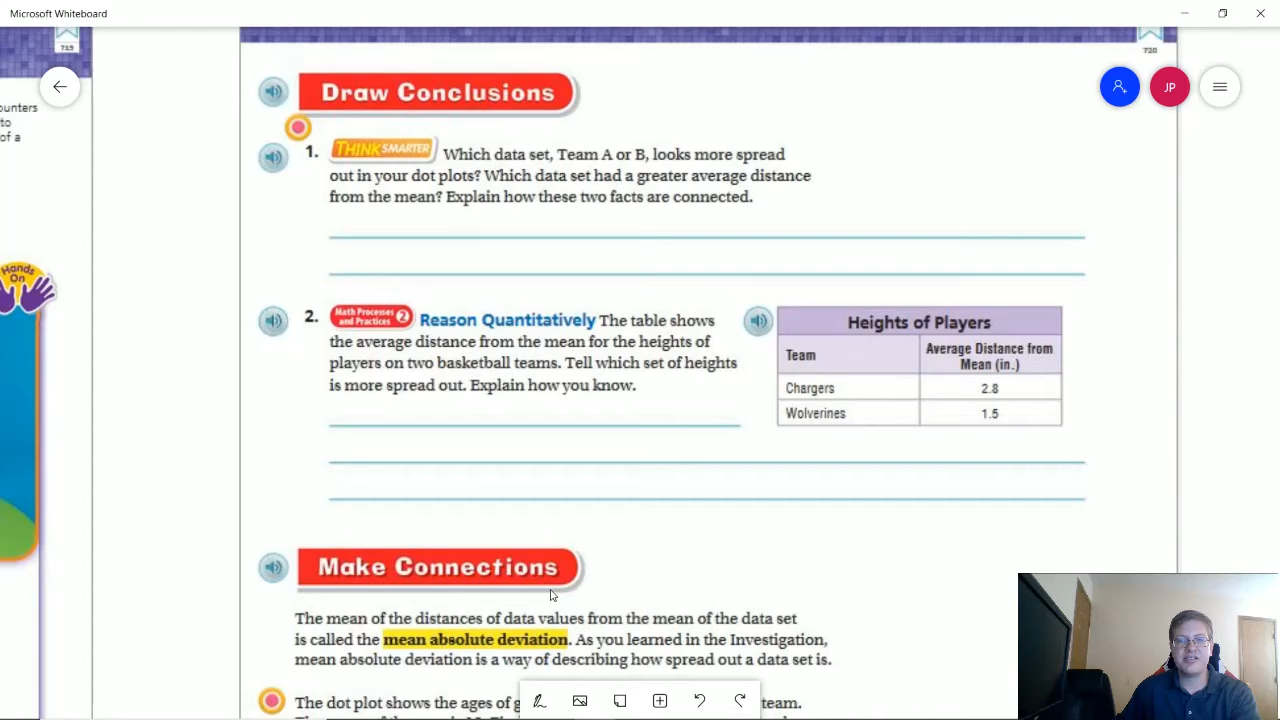 Microsoft Whiteboard
719
720
ounters
to
of a
JP
Draw Conclusions
1. THINK SMARTER Which data set, Team A or B, looks more spread
out in your dot plots? Which data set had a greater average distance
from the mean? Explain how these two facts are connected.
Hands
On
2. Math Processes and Practices 2 Reason Quantitatively The table shows
the average distance from the mean for the heights of
players on two basketball teams. Tell which set of heights
is more spread out. Explain how you know.
Heights of Players
Team Average Distance from Mean (in.)
Chargers 2.8
Wolverines 1.5
Make Connections
The mean of the distances of data values from the mean of the data set
is called the mean absolute deviation. As you learned in the Investigation,
mean absolute deviation is a way of describing how spread out a data set is.
The dot plot shows the ages of g team.